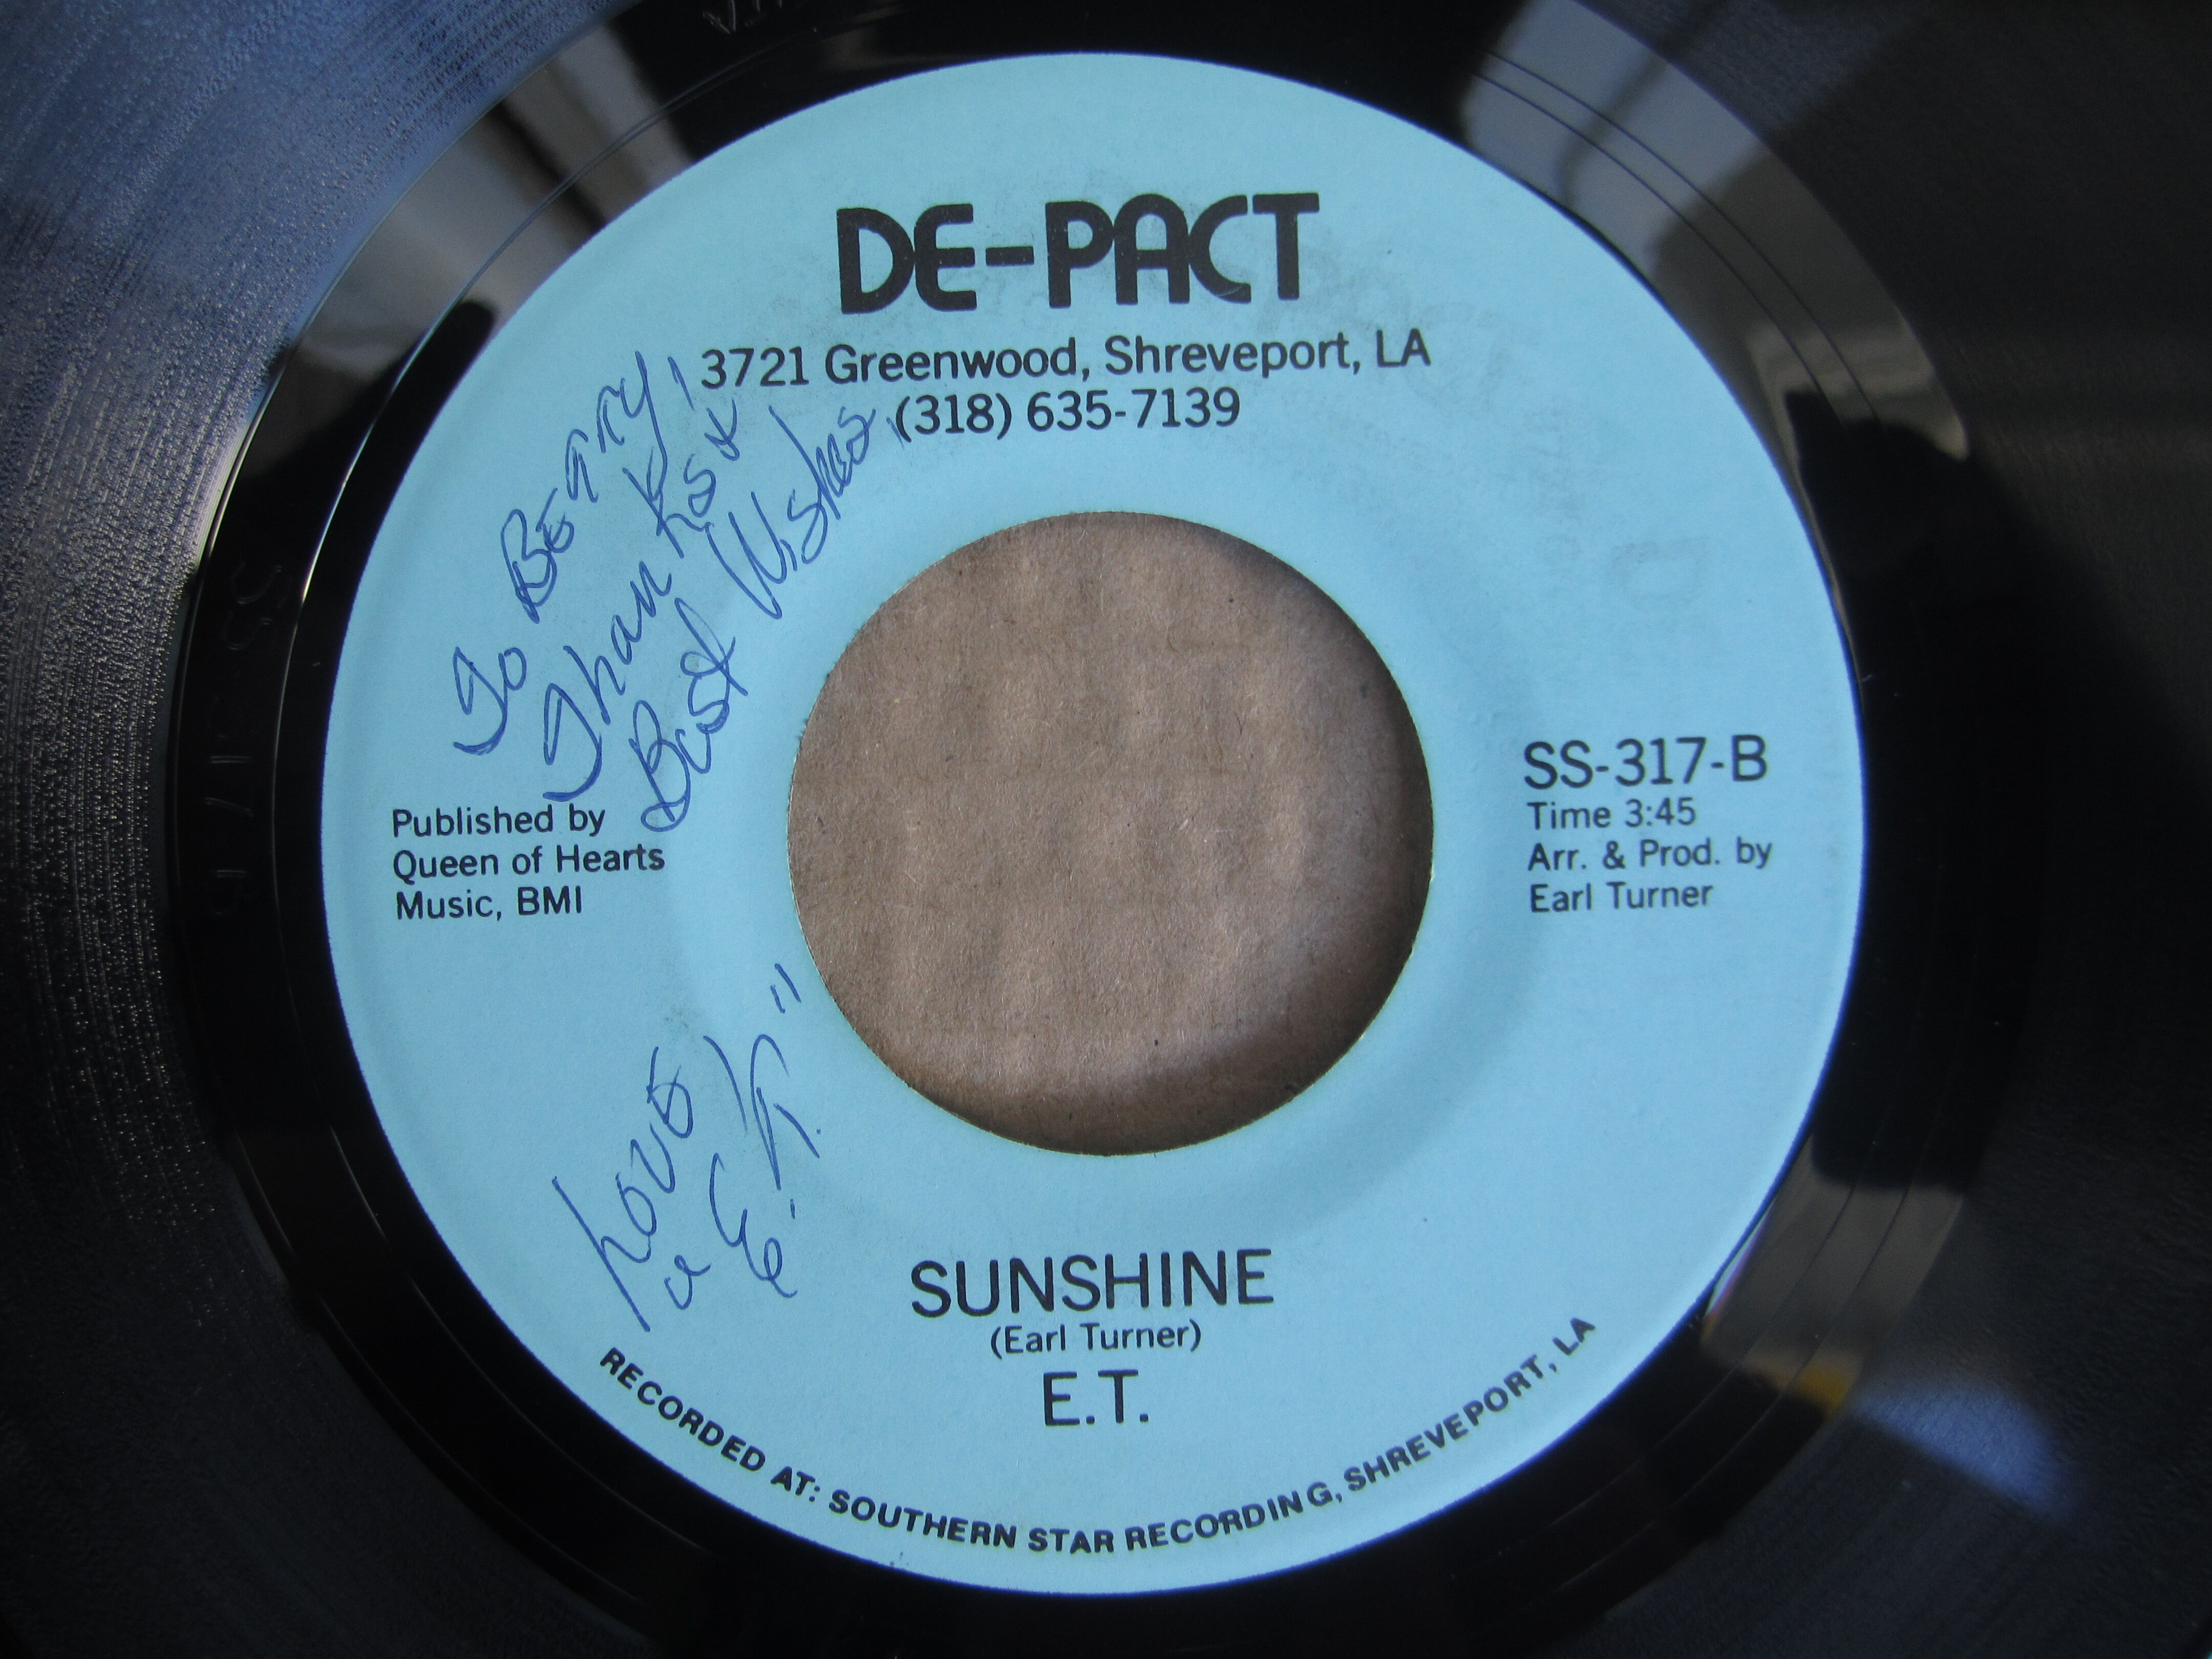 DE-PACT
3721 Greenwood, Shreveport, LA
(318) 635-7139
To Berry,
Thanks &
Best Wishes,
Published by
Queen of Hearts
Music, BMI
SS-317-B
Time 3:45
Arr. & Prod. by
Earl Turner
Love
"E.T."
SUNSHINE
(Earl Turner)
E.T.
RECORDED AT: SOUTHERN STAR RECORDING, SHREVEPORT, LA